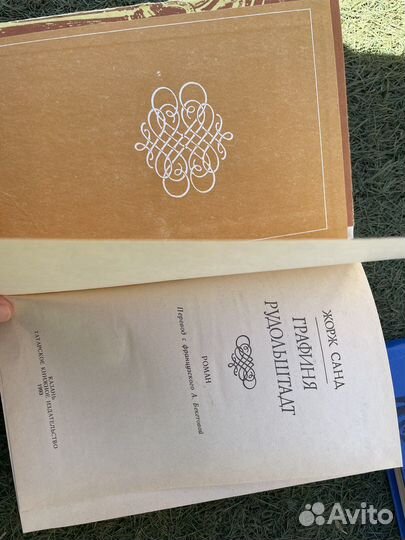 ЖОРЖ САНД
ГРАФИНЯ
РУДОЛЬШТАДТ
РОМАН
Перевод с французского А. Бекетовой
КАЗАНЬ
ТАТАРСКОЕ КНИЖНОЕ ИЗДАТЕЛЬСТВО
1993
Avito